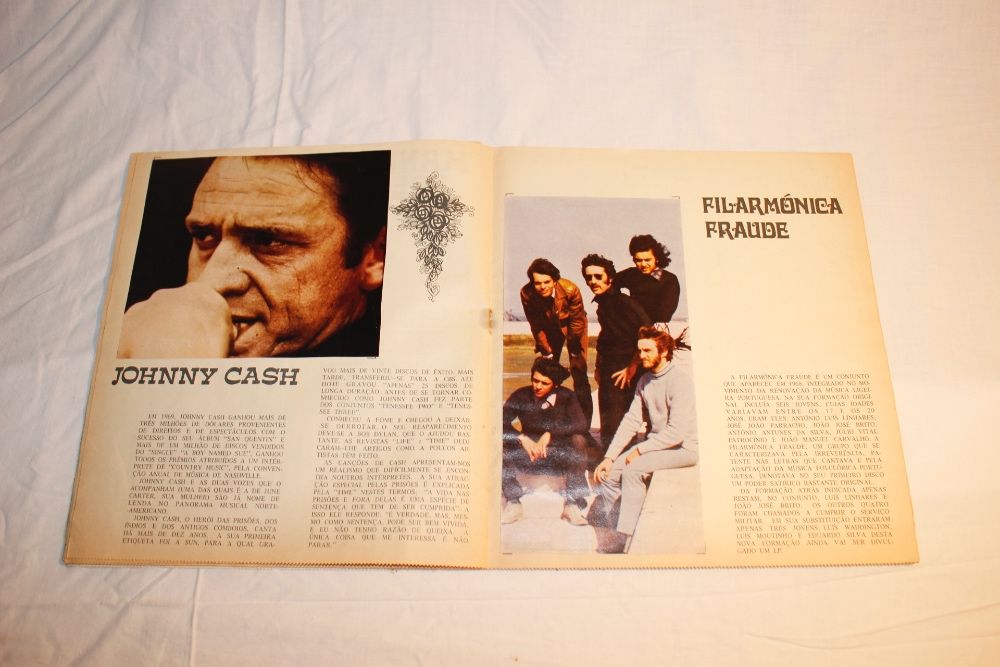 JOHNNY CASH
EM 1969, JOHNNY CASH GANHOU MAIS DE
TRÊS MILHÕES DE DÓLARES PROVENIENTES
DE DIREITOS E DE ESPECTÁCULOS COM O
SUCESSO DO SEU ÁLBUM "SAN QUENTIN" E
MAIS DE UM MILHÃO DE DISCOS VENDIDOS
DO "SINGLE" "A BOY NAMED SUE", GANHOU
TODOS OS PRÉMIOS ATRIBUÍDOS A UM INTÉR-
PRETE DE "COUNTRY MUSIC", PELA CONVEN-
ÇÃO ANUAL DE MÚSICA DE NASHVILLE.
JOHNNY CASH E AS DUAS VOZES QUE O
ACOMPANHAM (UMA DAS QUAIS É A DE JUNE
CARTER, SUA MULHER) SÃO JÁ NOME DE
LENDA NO PANORAMA MUSICAL NORTE-
-AMERICANO.
JOHNNY CASH, O HERÓI DAS PRISÕES, DOS
ÍNDIOS E DOS ANTIGOS COMBOIOS, CANTA
HÁ MAIS DE DEZ ANOS. A SUA PRIMEIRA
ETIQUETA FOI A SUN, PARA A QUAL GRA-
VOU MAIS DE VINTE DISCOS DE ÊXITO. MAIS
TARDE, TRANSFERIU-SE PARA A CBS. ATÉ
HOJE GRAVOU "APENAS" 25 DISCOS DE
LONGA DURAÇÃO. ANTES DE SE TORNAR CO-
NHECIDO COMO JOHNNY CASH FEZ PARTE
DOS CONJUNTOS "TENESSEE TWO" E "TENES-
SEE THREE".
CONHECEU A FOME E CHEGOU A DEIXAR-
-SE DERROTAR. O SEU REAPARECIMENTO
DEVE-SE A BOB DYLAN, QUE O AJUDOU BAS-
TANTE. AS REVISTAS "LIFE" E "TIME" DEDI-
CARAM-LHE ARTIGOS COMO A POUCOS AR-
TISTAS TÊM FEITO.
AS CANÇÕES DE CASH APRESENTAM-NOS
UM REALISMO QUE DIFICILMENTE SE ENCON-
TRA NOUTROS INTÉRPRETES. A SUA ATRAC-
ÇÃO ESPECIAL PELAS PRISÕES É EXPLICADA
PELA "TIME" NESTES TERMOS: "A VIDA NAS
PRISÕES E FORA DELAS É UMA ESPÉCIE DE
SENTENÇA QUE TEM DE SER CUMPRIDA". A
ISSO ELE RESPONDE: "É VERDADE. MAS, MES-
MO COMO SENTENÇA, PODE SER BEM VIVIDA.
E EU NÃO TENHO RAZÃO DE QUEIXA. A
ÚNICA COISA QUE ME INTERESSA É NÃO
PARAR."
FILARMÓNICA
FRAUDE
A FILARMÓNICA FRAUDE É UM CONJUNTO
QUE APARECEU EM 1968, INTEGRADO NO MO-
VIMENTO DA RENOVAÇÃO DA MÚSICA LIGEI-
RA PORTUGUESA. NA SUA FORMAÇÃO ORIGI-
NAL INCLUÍA SEIS JOVENS, CUJAS IDADES
VARIAVAM ENTRE OS 17 E OS 20
ANOS. ERAM ELES: ANTÓNIO LUÍS LINHARES,
JOSÉ JOÃO PARRACHO, JOÃO JOSÉ BRITO,
ANTÓNIO ANTUNES DA SILVA, JÚLIO VITAL
PATROCÍNIO E JOÃO MANUEL CARVALHO. A
FILARMÓNICA FRAUDE, UM GRUPO QUE SE
CARACTERIZAVA PELA IRREVERÊNCIA, PA-
TENTE NAS LETRAS QUE CANTAVA E PELA
ADAPTAÇÃO DA MÚSICA FOLCLÓRICA PORTU-
GUESA, DENOTAVA NO SEU PRIMEIRO DISCO
UM PODER SATÍRICO BASTANTE ORIGINAL.
DA FORMAÇÃO ATRÁS INDICADA APENAS
RESTAM, NO CONJUNTO, LUÍS LINHARES E
JOÃO JOSÉ BRITO. OS OUTROS QUATRO
FORAM CHAMADOS A CUMPRIR O SERVIÇO
MILITAR. EM SUA SUBSTITUIÇÃO ENTRARAM
APENAS TRÊS JOVENS: LUÍS WADDINGTON,
LUÍS MOUTINHO E EDUARDO SILVA. DESTA
NOVA FORMAÇÃO AINDA VAI SER DIVUL-
GADO UM LP.